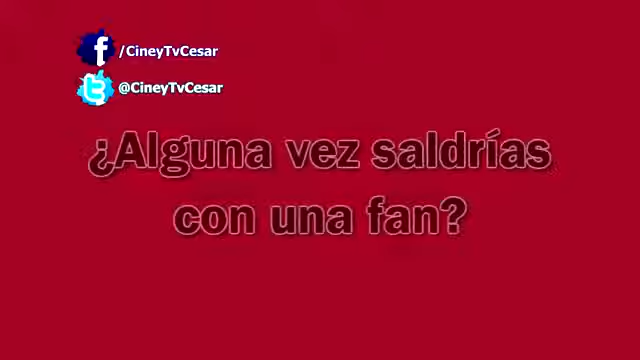 /CineyTvCesar
@CineyTvCesar
¿Alguna vez saldrías
con una fan?